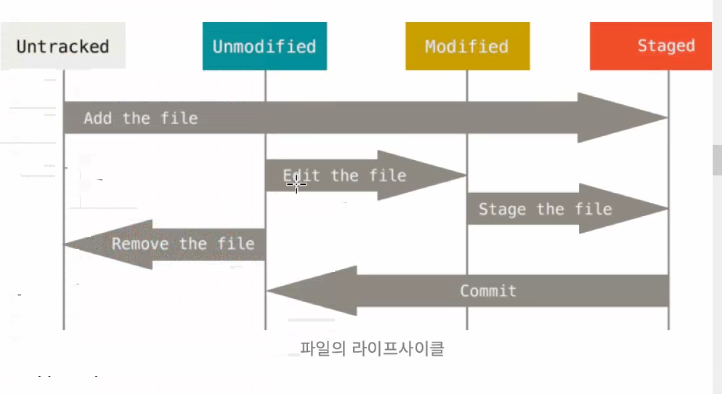 Untracked
Unmodified
Modified
Staged
Add the file
Edit the file
Stage the file
Remove the file
Commit
파일의 라이프사이클